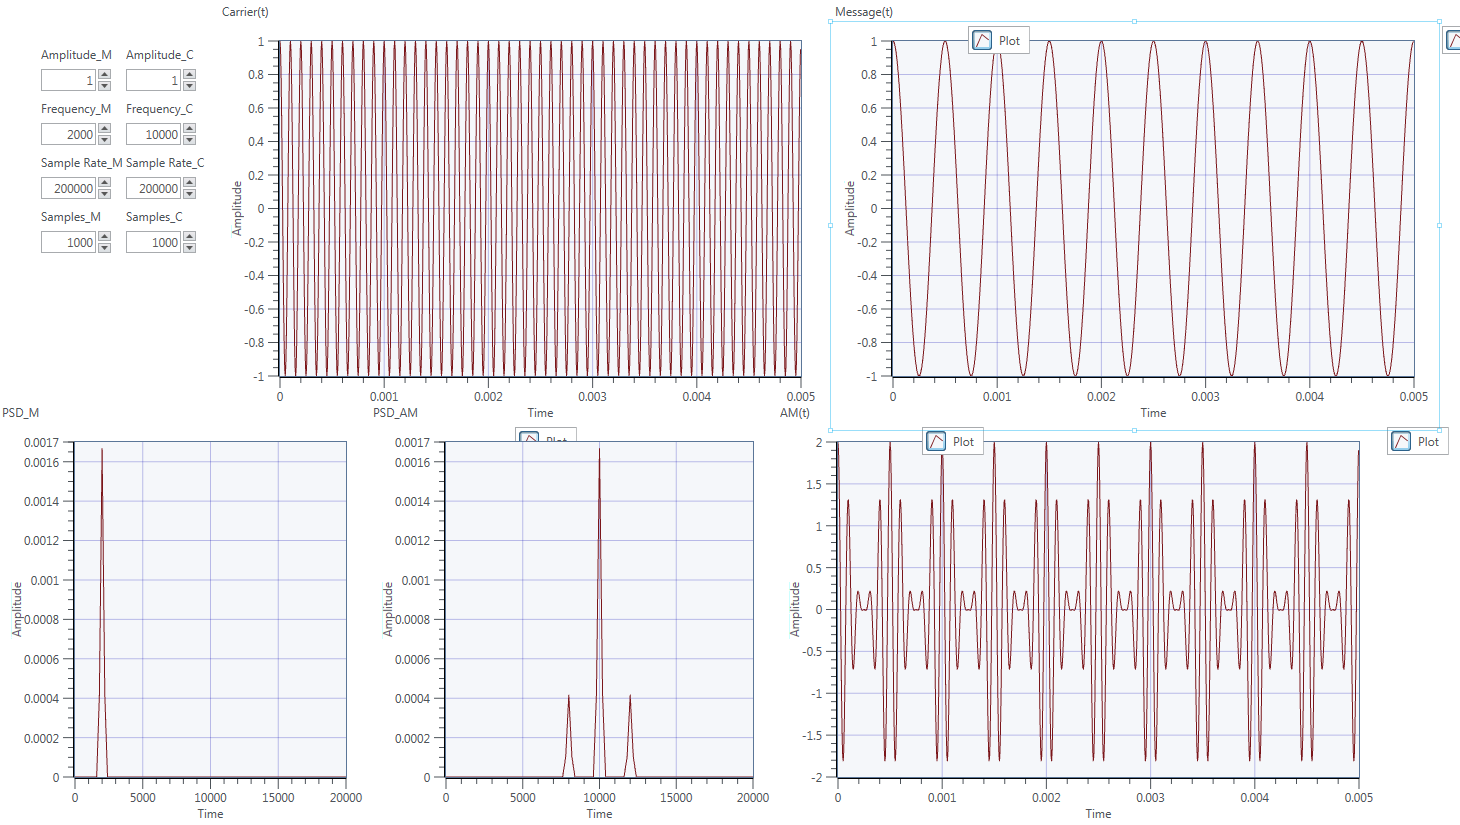 Carrier(t)
Message(t)
Plot
Amplitude_M Amplitude_C
1 1
Frequency_M Frequency_C
2000 10000
Sample Rate_M Sample Rate_C
200000 200000
Samples_M Samples_C
1000 1000
1
0.8
0.6
0.4
0.2
0
-0.2
-0.4
-0.6
-0.8
-1
Amplitude
0 0.001 0.002 0.003 0.004 0.005
Time
1
0.8
0.6
0.4
0.2
0
-0.2
-0.4
-0.6
-0.8
-1
Amplitude
0 0.001 0.002 0.003 0.004 0.005
Time
PSD_M
0.0017
0.0016
0.0014
0.0012
0.001
0.0008
0.0006
0.0004
0.0002
0
Amplitude
0 5000 10000 15000 20000
Time
PSD_AM
Plot
0.0017
0.0016
0.0014
0.0012
0.001
0.0008
0.0006
0.0004
0.0002
0
Amplitude
0 5000 10000 15000 20000
Time
AM(t)
Plot
Plot
2
1.5
1
0.5
0
-0.5
-1
-1.5
-2
Amplitude
0 0.001 0.002 0.003 0.004 0.005
Time